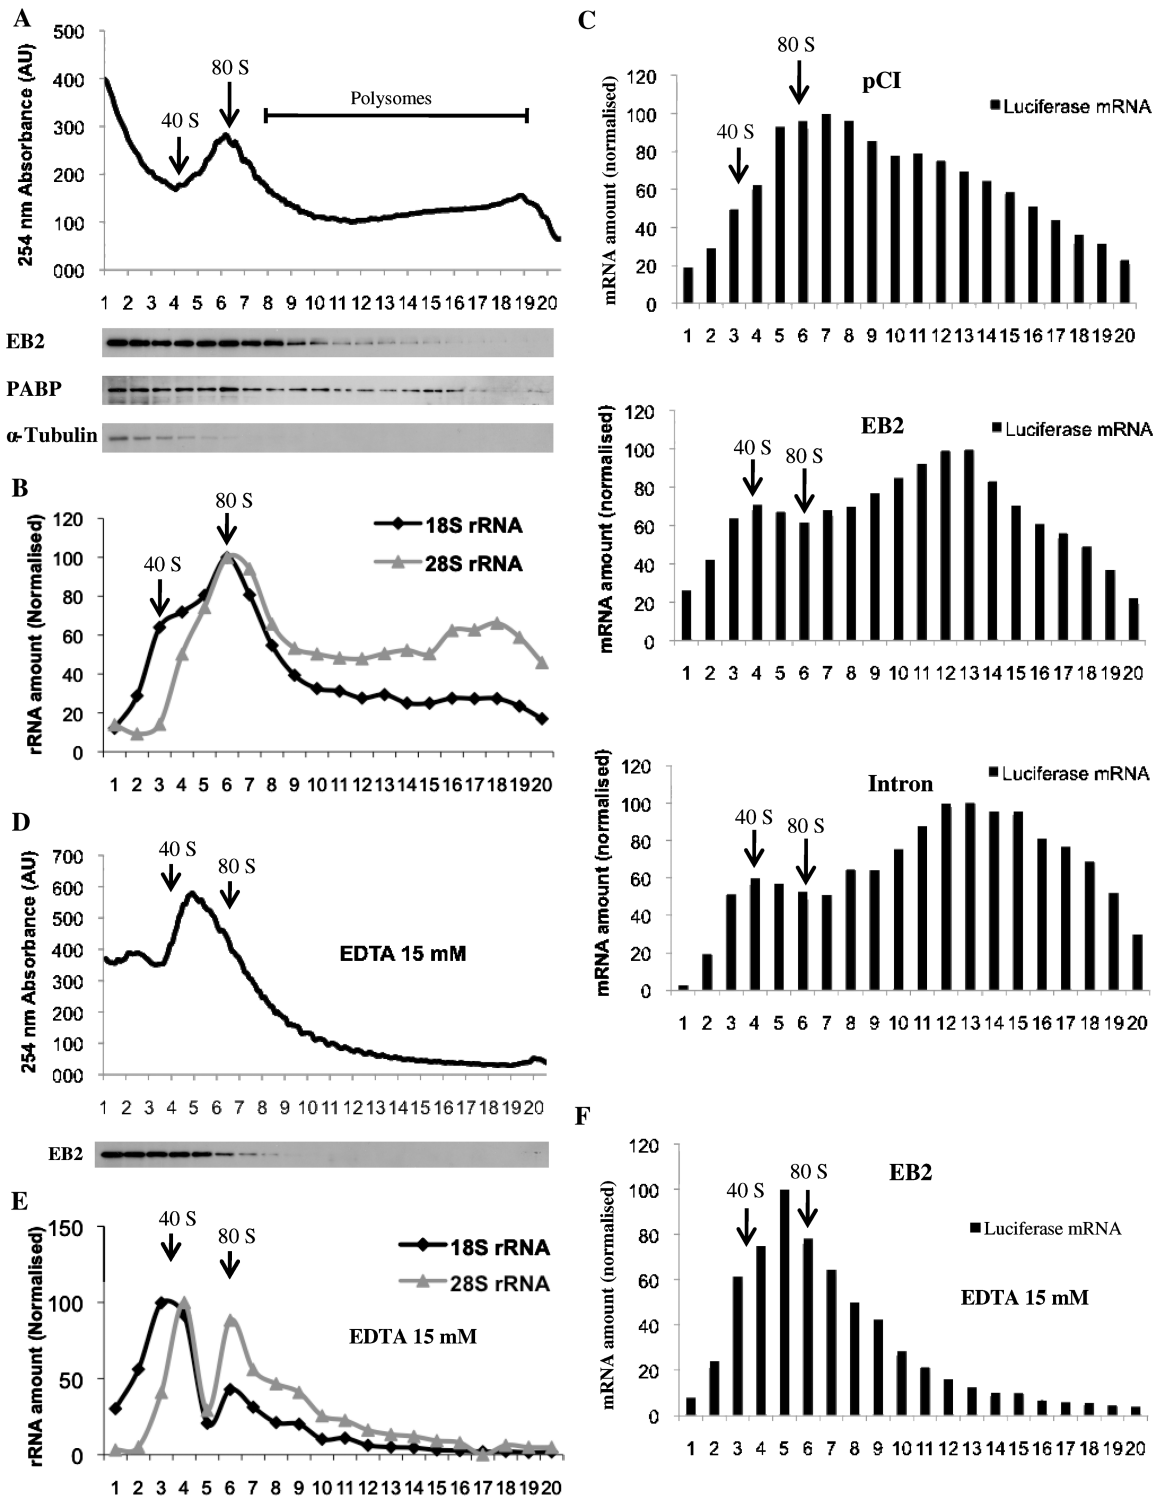 A
500
400
300
200
100
000
254 nm Absorbance (AU)
40 S
80 S
Polysomes
1 2 3 4 5 6 7 8 9 10 11 12 13 14 15 16 17 18 19 20
EB2
PABP
α-Tubulin
B
120
100
80
60
40
20
0
rRNA amount (Normalised)
40 S
80 S
18S rRNA
28S rRNA
1 2 3 4 5 6 7 8 9 10 11 12 13 14 15 16 17 18 19 20
D
700
600
500
400
300
200
100
000
254 nm Absorbance (AU)
40 S
80 S
EDTA 15 mM
1 2 3 4 5 6 7 8 9 10 11 12 13 14 15 16 17 18 19 20
EB2
E
150
100
50
0
rRNA amount (Normalised)
40 S
80 S
18S rRNA
28S rRNA
EDTA 15 mM
1 2 3 4 5 6 7 8 9 10 11 12 13 14 15 16 17 18 19 20
C
120
100
80
60
40
20
0
mRNA amount (normalised)
40 S
80 S
pCI
Luciferase mRNA
1 2 3 4 5 6 7 8 9 10 11 12 13 14 15 16 17 18 19 20
120
100
80
60
40
20
0
mRNA amount (normalised)
40 S
80 S
EB2
Luciferase mRNA
1 2 3 4 5 6 7 8 9 10 11 12 13 14 15 16 17 18 19 20
120
100
80
60
40
20
0
mRNA amount (normalised)
40 S
80 S
Intron
Luciferase mRNA
1 2 3 4 5 6 7 8 9 10 11 12 13 14 15 16 17 18 19 20
F
120
100
80
60
40
20
0
mRNA amount (normalised)
40 S
80 S
EB2
Luciferase mRNA
EDTA 15 mM
1 2 3 4 5 6 7 8 9 10 11 12 13 14 15 16 17 18 19 20